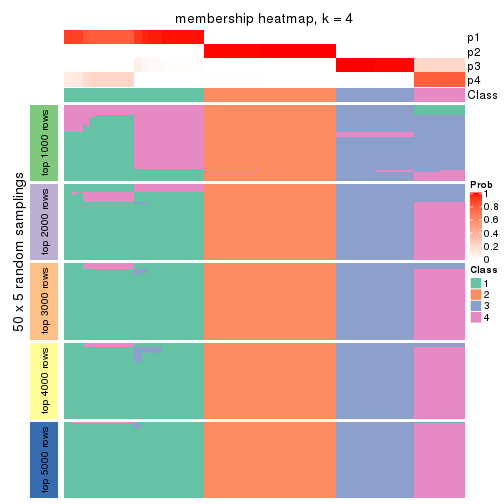 membership heatmap, k = 4
p1
p2
p3
p4
Class
50 x 5 random samplings
top 1000 rows
top 2000 rows
top 3000 rows
top 4000 rows
top 5000 rows
Prob
1
0.8
0.6
0.4
0.2
0
Class
1
2
3
4